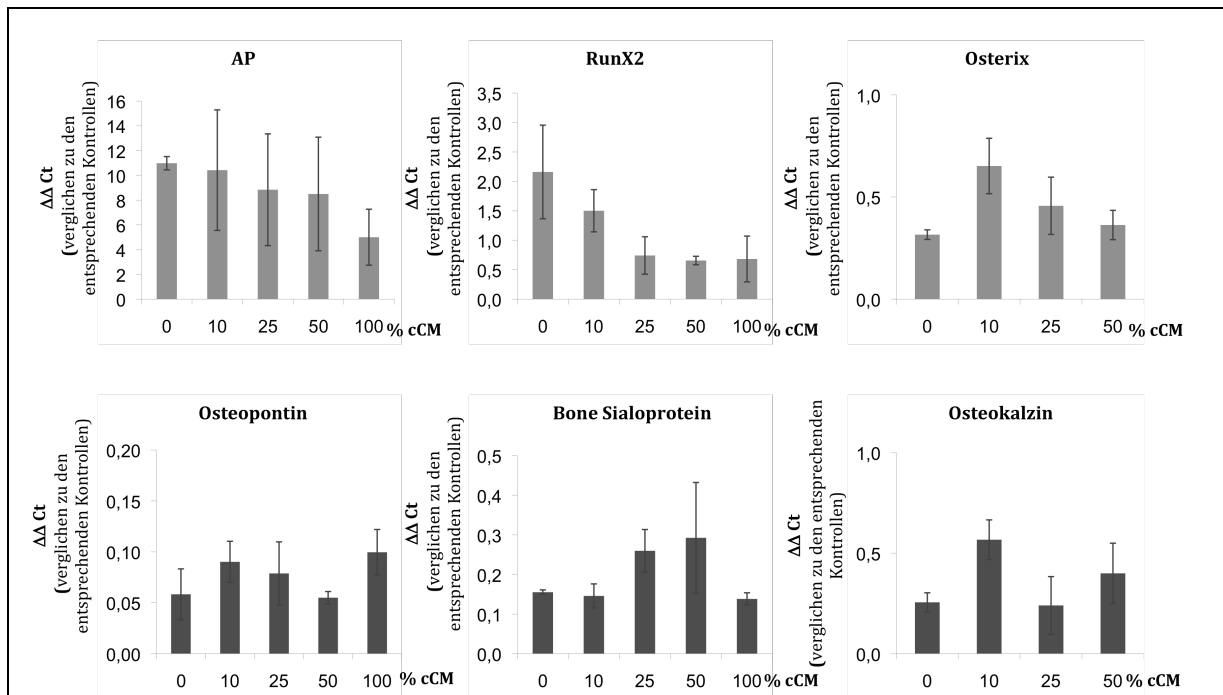 AP
ΔΔ Ct
(verglichen zu den
entsprechenden Kontrollen)
16
14
12
10
8
6
4
2
0
0 10 25 50 100 % cCM
RunX2
ΔΔ Ct
(verglichen zu den
entsprechenden Kontrollen)
3,5
3,0
2,5
2,0
1,5
1,0
0,5
0,0
0 10 25 50 100 % cCM
Osterix
ΔΔ Ct
(verglichen zu den
entsprechenden Kontrollen)
1,0
0,5
0,0
0 10 25 50 % cCM
Osteopontin
ΔΔ Ct
(verglichen zu den
entsprechenden Kontrollen)
0,20
0,15
0,10
0,05
0,00
0 10 25 50 100 % cCM
Bone Sialoprotein
ΔΔ Ct
(verglichen zu den
entsprechenden Kontrollen)
0,5
0,4
0,3
0,2
0,1
0,0
0 10 25 50 100 % cCM
Osteokalzin
ΔΔ Ct
(verglichen zu den entsprechenden
Kontrollen)
1,0
0,5
0,0
0 10 25 50 % cCM